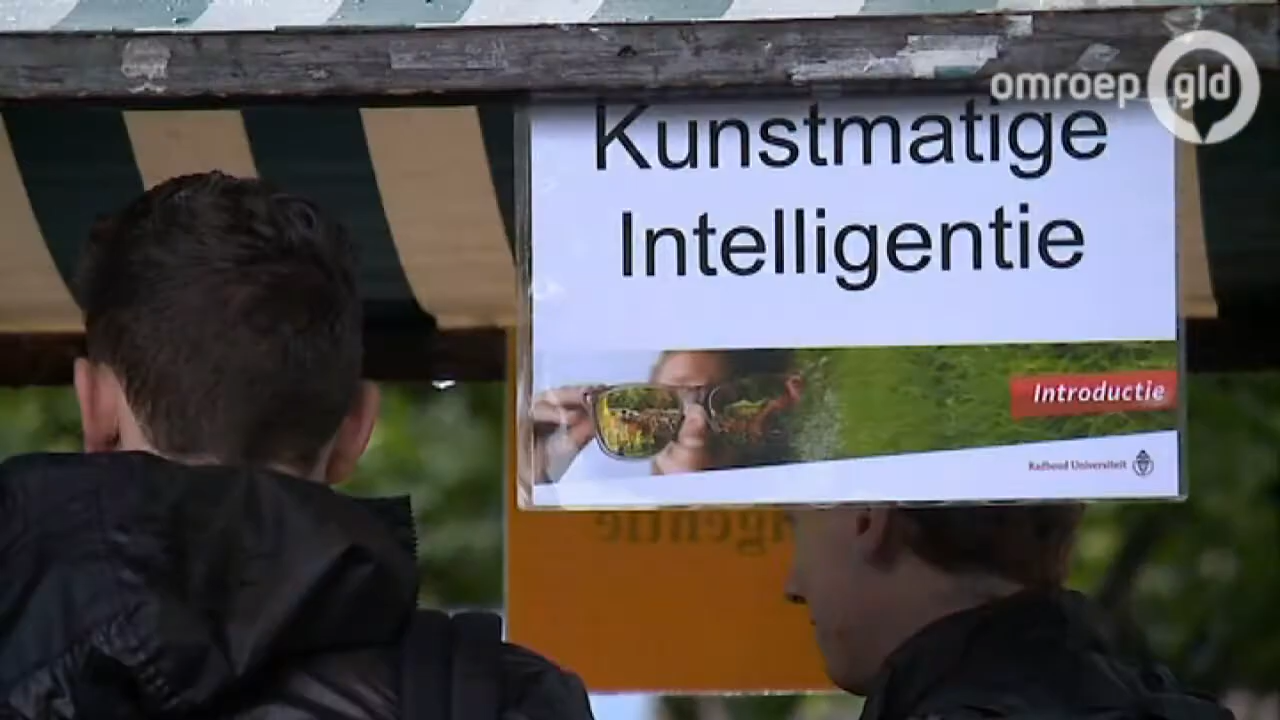 omroep gld
Kunstmatige
Intelligentie
Introductie
Radboud Universiteit